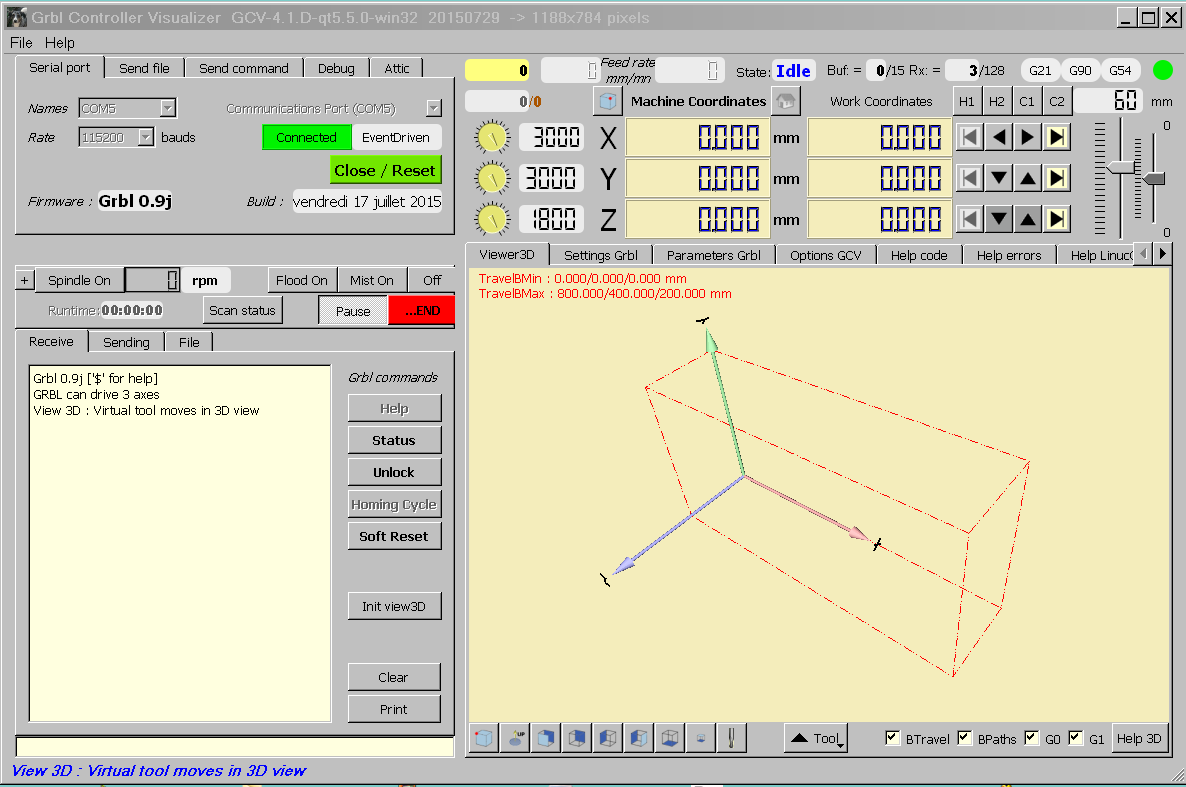 Grbl Controller Visualizer GCV-4.1.D-qt5.5.0-win32 20150729 -> 1188x784 pixels
File Help
Serial port Send file Send command Debug Attic
Names COM5 Communications Port (COM5)
Rate 115200 bauds Connected EventDriven
Close / Reset
Firmware : Grbl 0.9j Build : vendredi 17 juillet 2015
+ Spindle On 0 rpm Flood On Mist On Off
Runtime: 00:00:00 Scan status Pause ...END
Receive Sending File
Grbl 0.9j ['$' for help]
GRBL can drive 3 axes
View 3D : Virtual tool moves in 3D view
Grbl commands
Help
Status
Unlock
Homing Cycle
Soft Reset
Init view3D
Clear
Print
0 0 Feed rate mm/mn 0 State: Idle Buf: = 0/15 Rx: = 3/128 G21 G90 G54
0/0 Machine Coordinates Work Coordinates H1 H2 C1 C2 60 mm
3000 X 0.000 mm 0.000
3000 Y 0.000 mm 0.000
1800 Z 0.000 mm 0.000
0
0
Viewer3D Settings Grbl Parameters Grbl Options GCV Help code Help errors Help Linuc
TravelBMin : 0.000/0.000/0.000 mm
TravelBMax : 800.000/400.000/200.000 mm
Y
X
Z
UP Tool BTravel BPaths G0 G1 Help 3D
View 3D : Virtual tool moves in 3D view